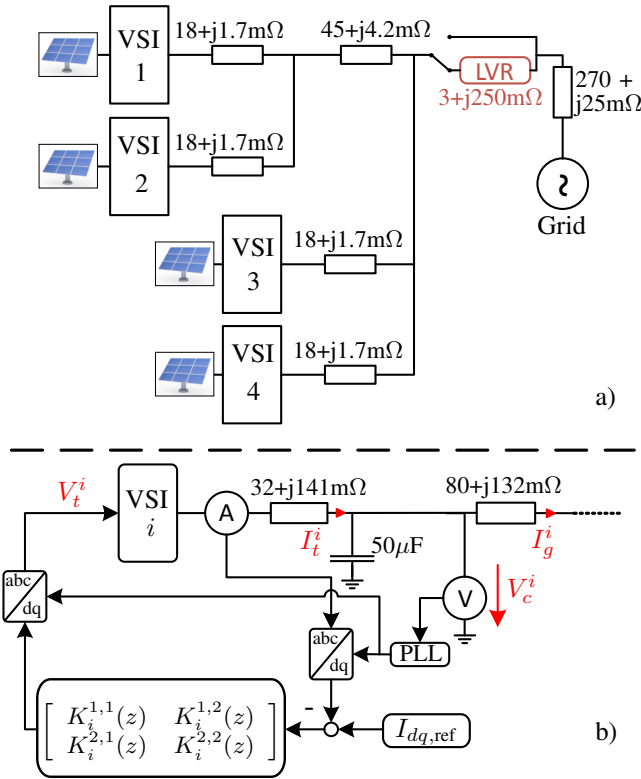 VSI
1
18+j1.7mΩ
45+j4.2mΩ
LVR
3+j250mΩ
270 +
j25mΩ
VSI
2
18+j1.7mΩ
Grid
VSI
3
18+j1.7mΩ
VSI
4
18+j1.7mΩ
a)
V_t^i
VSI
i
A
32+j141mΩ
80+j132mΩ
I_t^i
I_g^i
50μF
V
V_c^i
abc
dq
abc
dq
PLL
-
K_i^{1,1}(z) K_i^{1,2}(z)
K_i^{2,1}(z) K_i^{2,2}(z)
I_{dq,ref}
b)